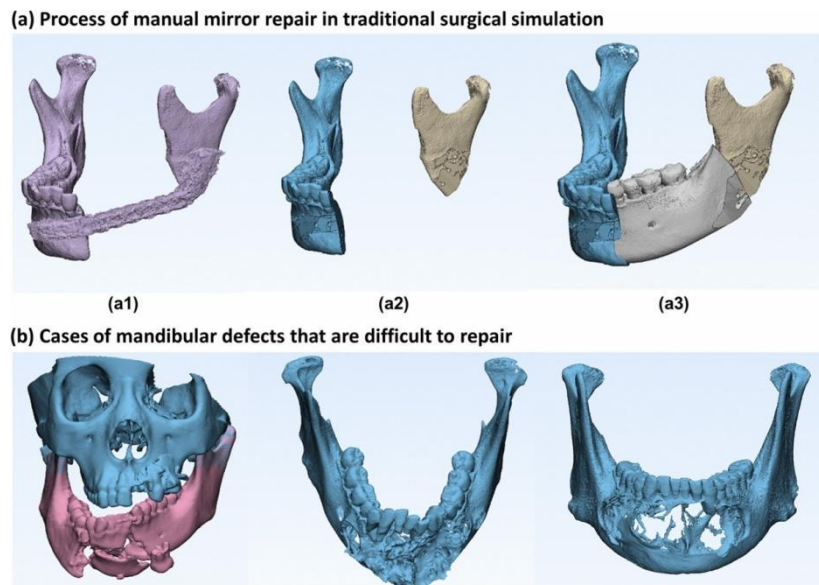 (a) Process of manual mirror repair in traditional surgical simulation
(a1)
(a2)
(a3)
(b) Cases of mandibular defects that are difficult to repair